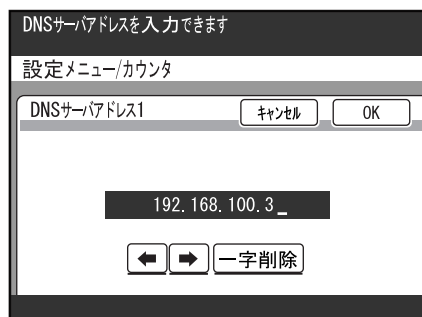 DNSサーバアドレスを入力できます
設定メニュー/カウンタ
DNSサーバアドレス1 キャンセル OK
192.168.100.3_
← → 一字削除